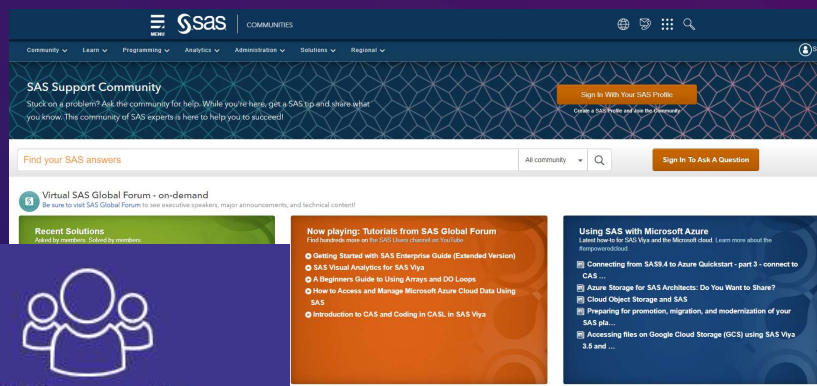 MENU
sas
COMMUNITIES
Community Learn Programming Analytics Administration Solutions Regional
S
SAS Support Community
Stuck on a problem? Ask the community for help. While you're here, get a SAS tip and share what
you know. This community of SAS experts is here to help you to succeed!
Sign In With Your SAS Profile
Create a SAS Profile and Join the Community
Find your SAS answers
All community
Sign In To Ask A Question
Virtual SAS Global Forum - on-demand
Be sure to visit SAS Global Forum to see executive speakers, major announcements, and technical content!
Recent Solutions
Asked by members. Solved by members.
Now playing: Tutorials from SAS Global Forum
Find hundreds more on the SAS Users channel on YouTube
Getting Started with SAS Enterprise Guide (Extended Version)
SAS Visual Analytics for SAS Viya
A Beginners Guide to Using Arrays and DO Loops
How to Access and Manage Microsoft Azure Cloud Data Using
SAS
Introduction to CAS and Coding in CASL in SAS Viya
Using SAS with Microsoft Azure
Latest how-to for SAS Viya and the Microsoft cloud. Learn more about the
#empoweredcloud.
Connecting from SAS9.4 to Azure Quickstart - part 3 - connect to
CAS ...
Azure Storage for SAS Architects: Do You Want to Share?
Cloud Object Storage and SAS
Preparing for promotion, migration, and modernization of your
SAS pla...
Accessing files on Google Cloud Storage (GCS) using SAS Viya
3.5 and ...